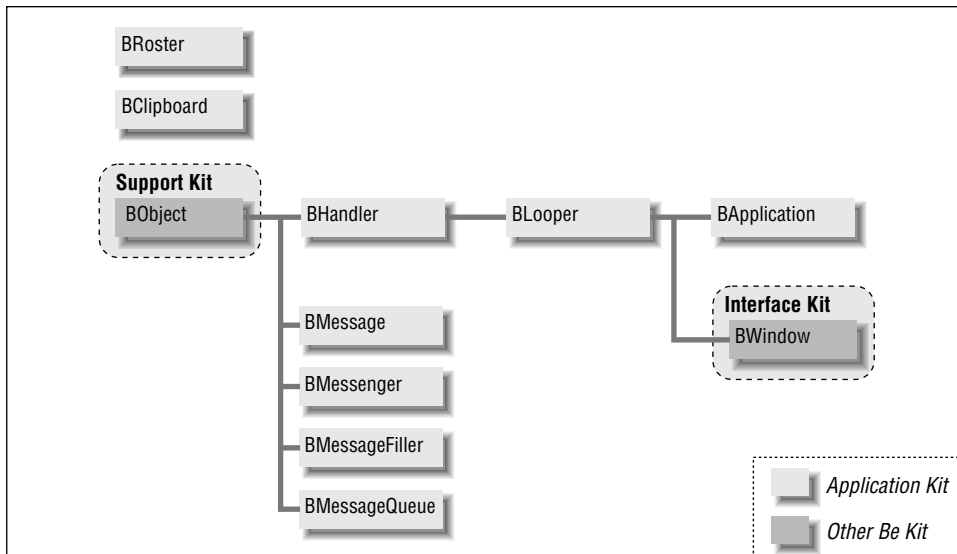 BRoster
BClipboard
Support Kit
BObject
BHandler
BLooper
BApplication
Interface Kit
BWindow
BMessage
BMessenger
BMessageFiller
BMessageQueue
Application Kit
Other Be Kit